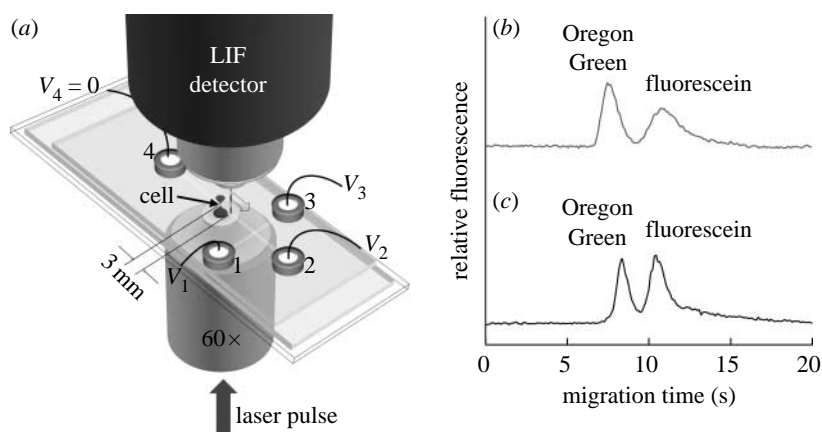 (a)
LIF
detector
V₄ = 0
4
cell
3
V₃
3 mm
V₁
1
2
V₂
60×
laser pulse
(b)
Oregon
Green
fluorescein
(c)
Oregon
Green
fluorescein
relative fluorescence
0 5 10 15 20
migration time (s)